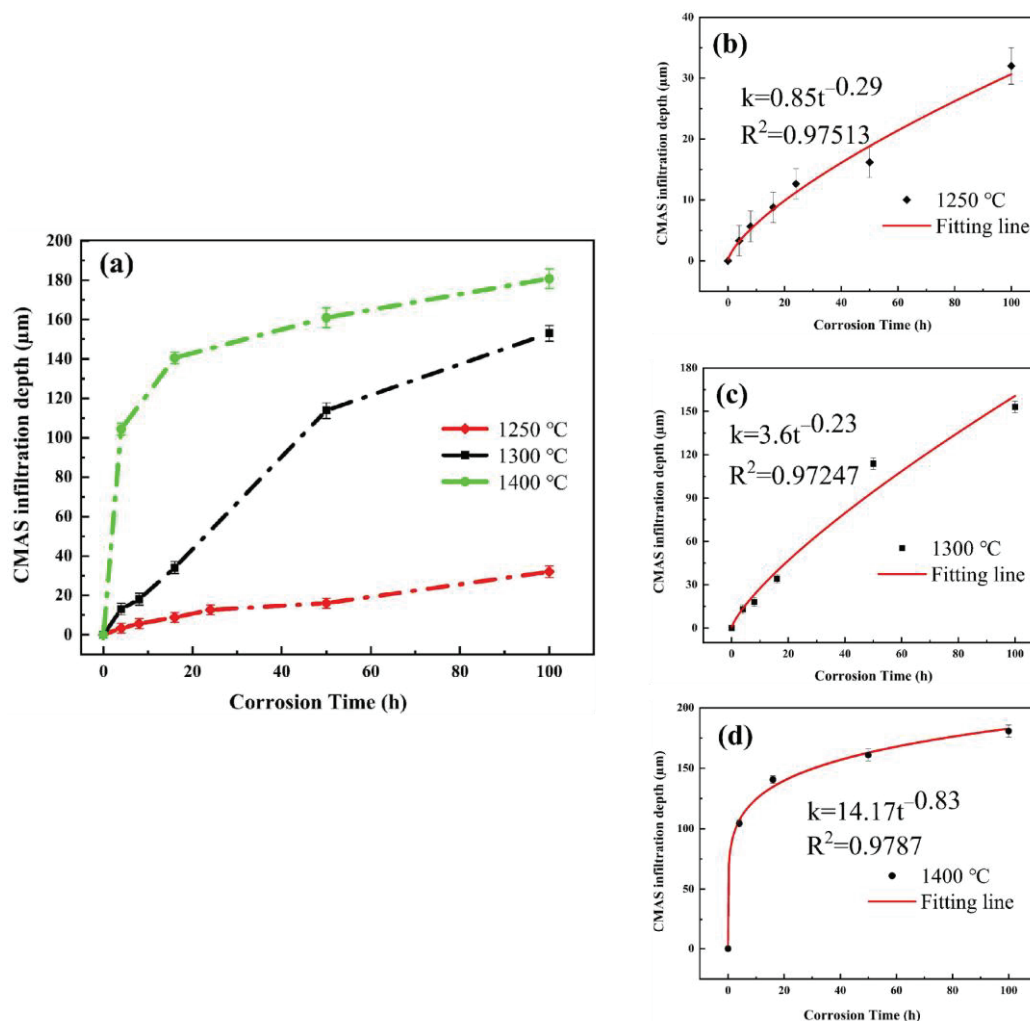 (a)
CMAS infiltration depth (μm)
200
180
160
140
120
100
80
60
40
20
0
1250 °C
1300 °C
1400 °C
0 20 40 60 80 100
Corrosion Time (h)
(b)
CMAS infiltration depth (μm)
40
30
20
10
0
k=0.85t⁻⁰·²⁹
R²=0.97513
1250 °C
Fitting line
0 20 40 60 80 100
Corrosion Time (h)
(c)
CMAS infiltration depth (μm)
180
150
120
90
60
30
0
k=3.6t⁻⁰·²³
R²=0.97247
1300 °C
Fitting line
0 20 40 60 80 100
Corrosion Time (h)
(d)
CMAS infiltration depth (μm)
200
150
100
50
0
k=14.17t⁻⁰·⁸³
R²=0.9787
1400 °C
Fitting line
0 20 40 60 80 100
Corrosion Time (h)